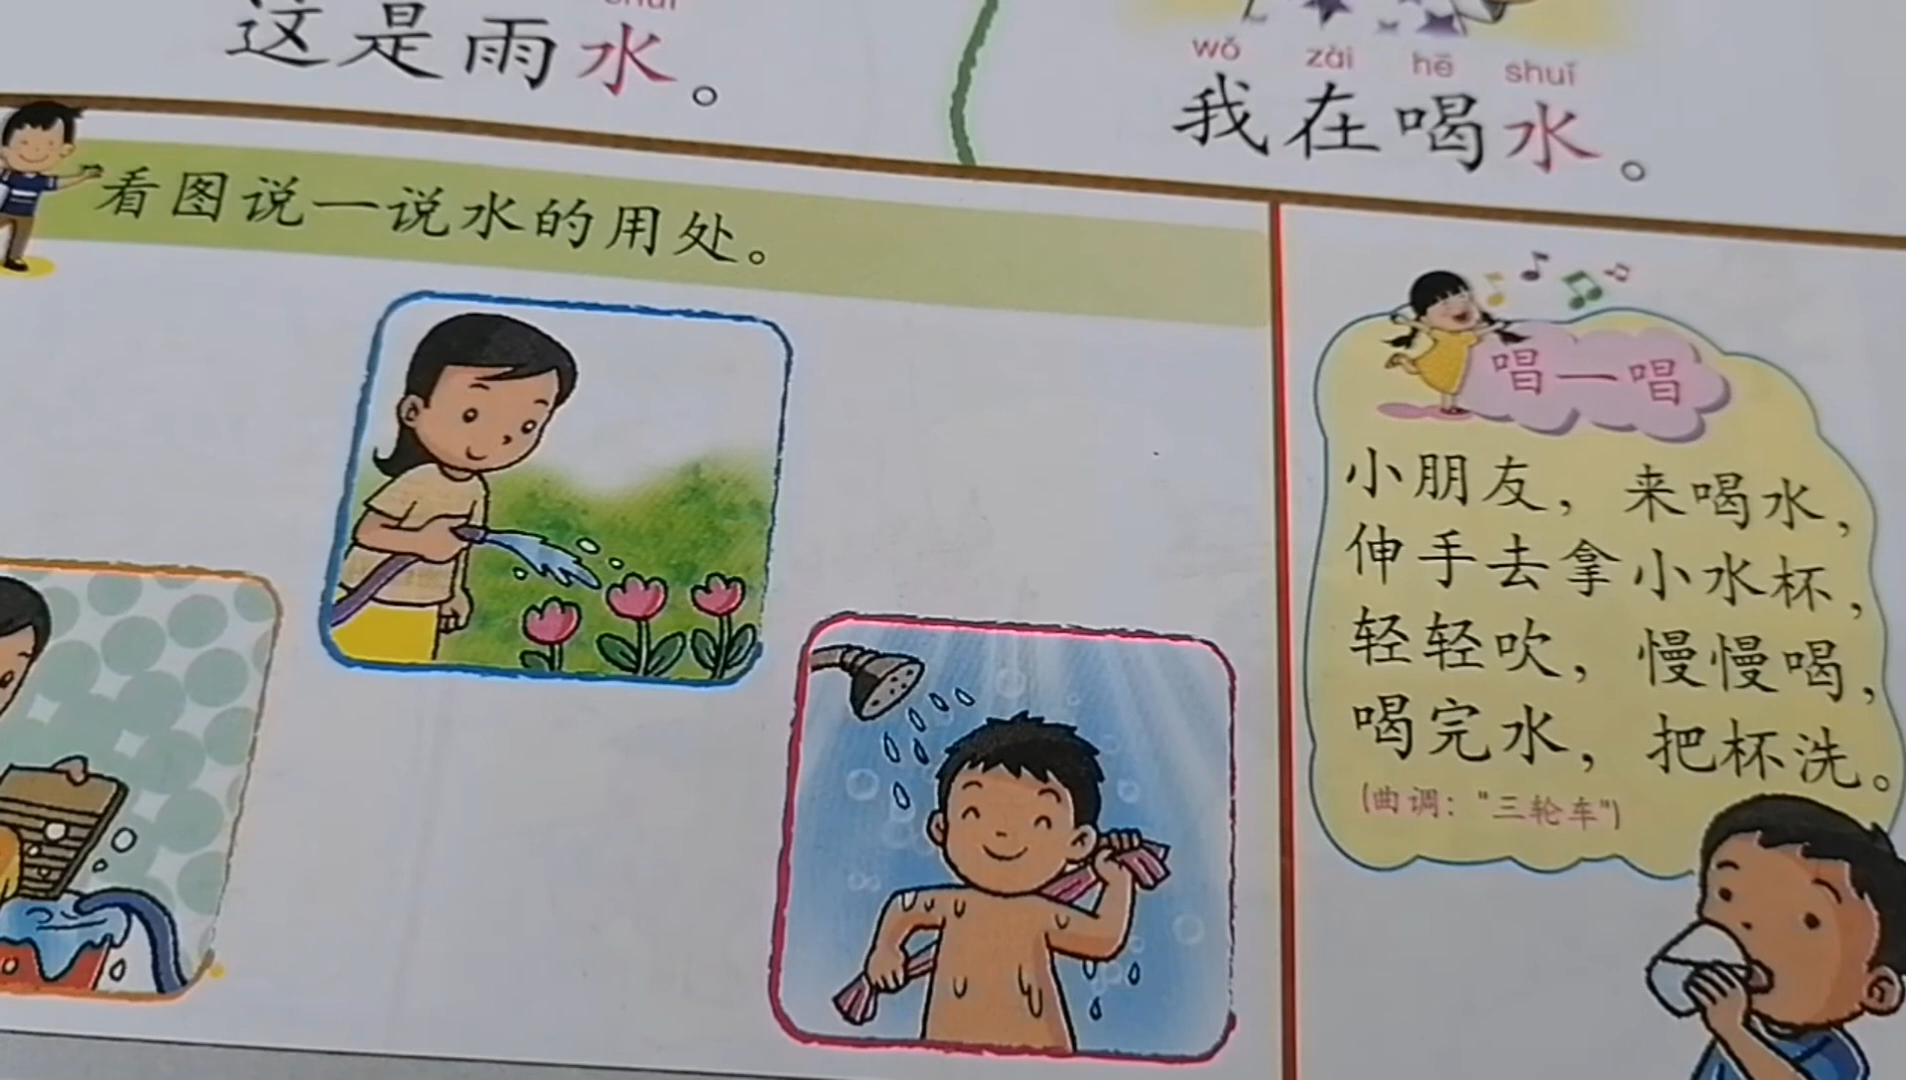 这是雨水。
wǒ zài hē shuǐ
我在喝水。
看图说一说水的用处。
唱一唱
小朋友，来喝水，
伸手去拿小水杯，
轻轻吹，慢慢喝，
喝完水，把杯洗。
(曲调："三轮车")